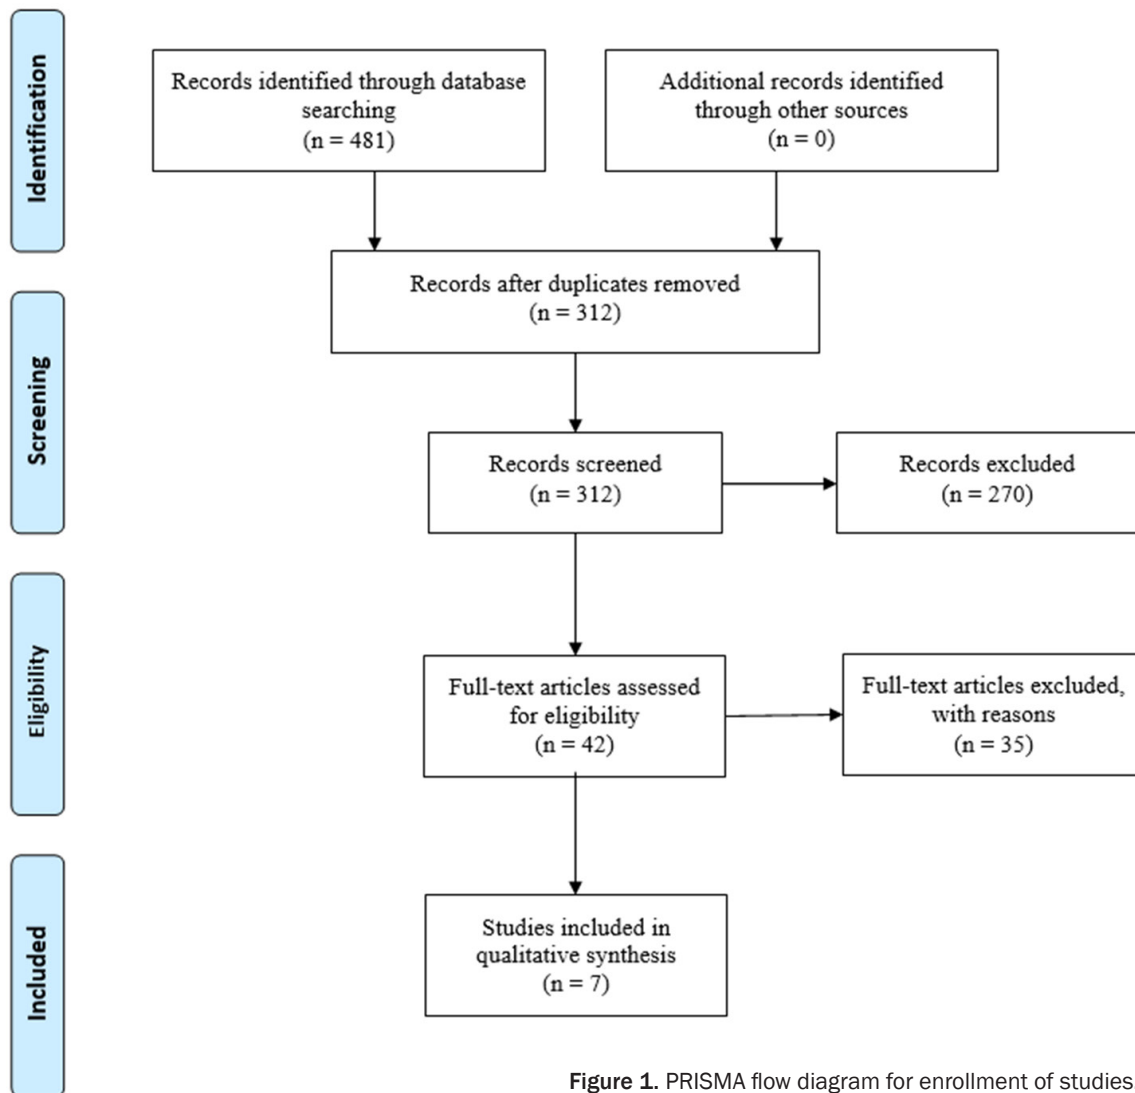 Identification
Records identified through database
searching
(n = 481)
Additional records identified
through other sources
(n = 0)
Records after duplicates removed
(n = 312)
Screening
Records screened
(n = 312)
Records excluded
(n = 270)
Eligibility
Full-text articles assessed
for eligibility
(n = 42)
Full-text articles excluded,
with reasons
(n = 35)
Included
Studies included in
qualitative synthesis
(n = 7)
Figure 1. PRISMA flow diagram for enrollment of studies